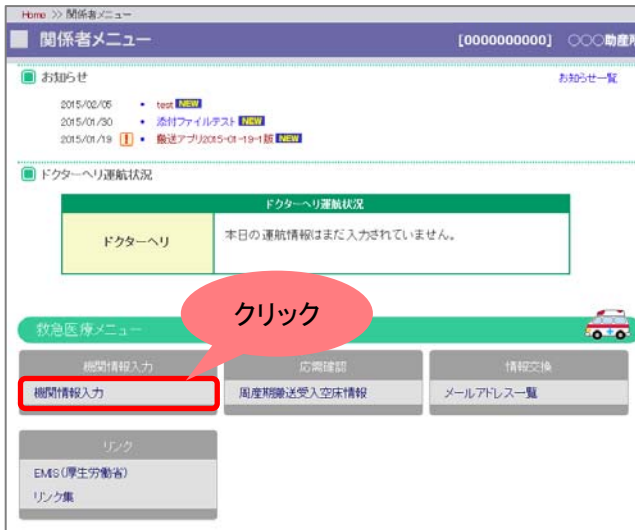 Home >> 関係者メニュー
関係者メニュー [0000000000] ○○○助産所
お知らせ お知らせ一覧
2015/02/05 • test NEW
2015/01/30 • 添付ファイルテスト NEW
2015/01/19 ! • 搬送アプリ2015-01-19-1版 NEW
ドクターヘリ運航状況
ドクターヘリ運航状況
ドクターヘリ 本日の運航情報はまだ入力されていません。
クリック
救急医療メニュー
機関情報入力 応需確認 情報交換
機関情報入力 周産期搬送受入空床情報 メールアドレス一覧
リンク
EMIS(厚生労働省)
リンク集